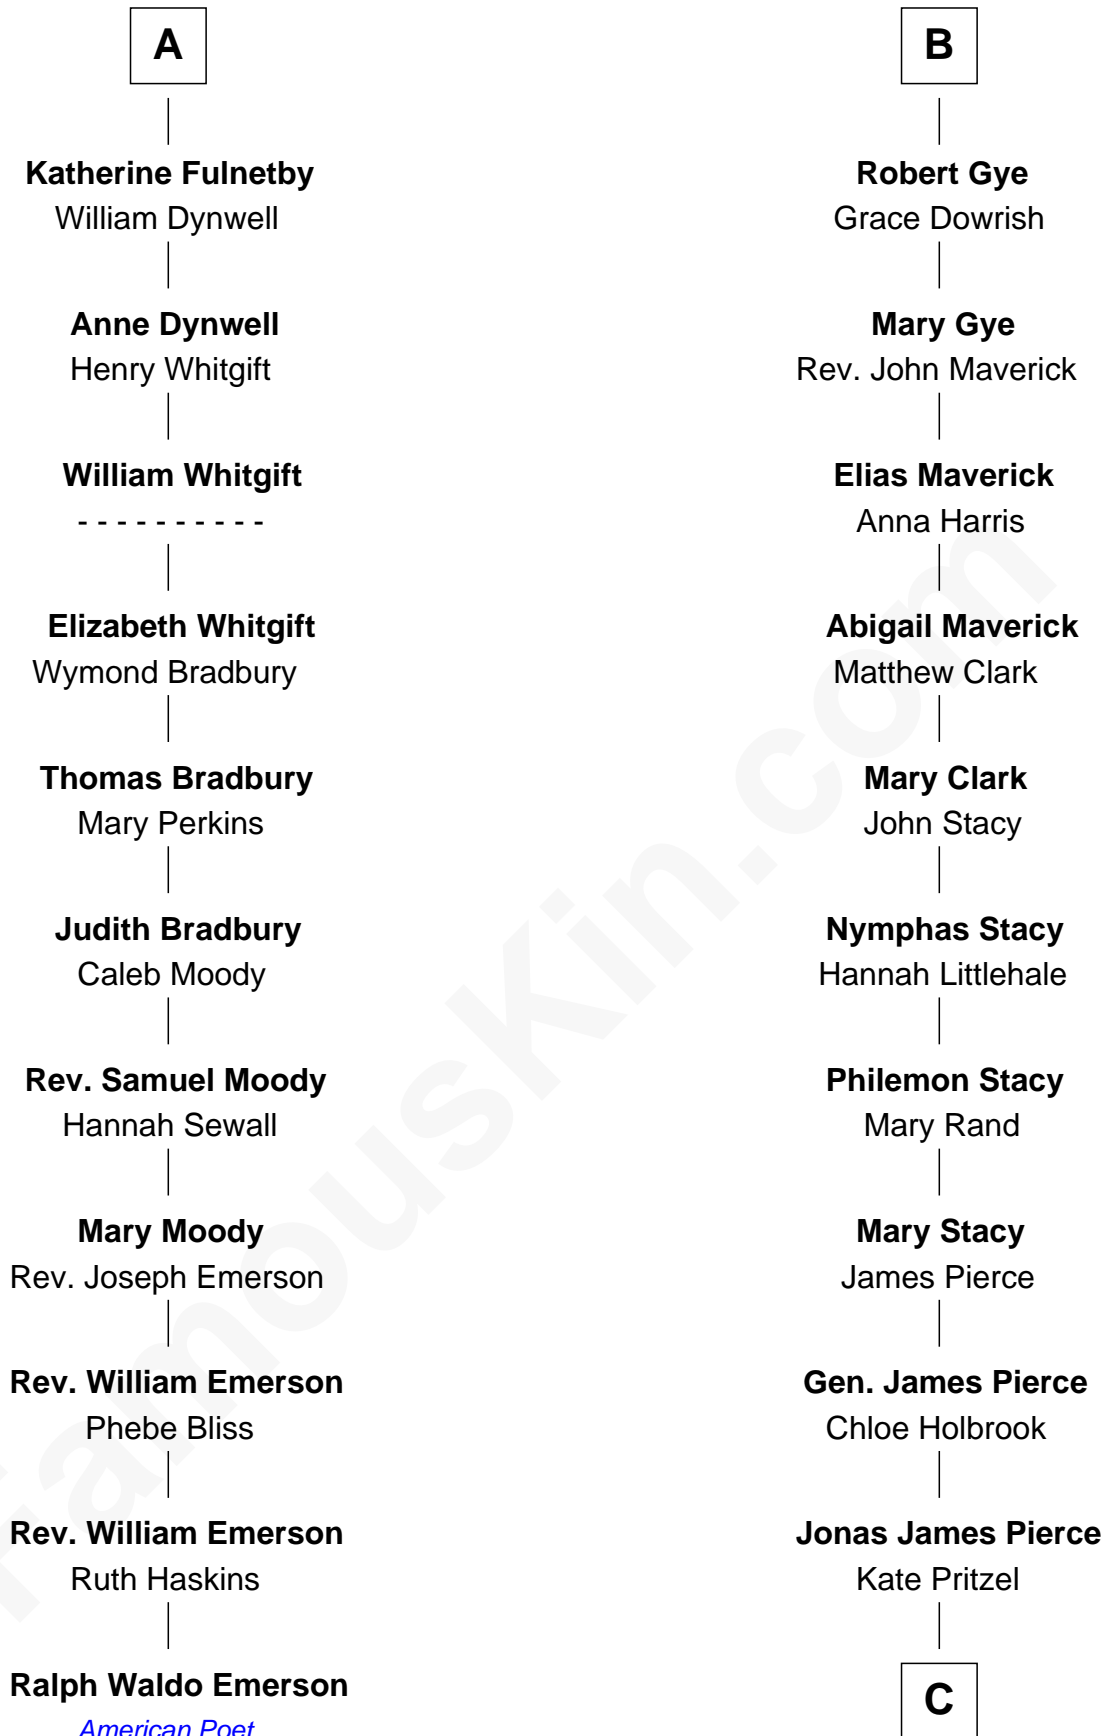 A
Katherine Fulnetby
William Dynwell
Anne Dynwell
Henry Whitgift
William Whitgift
- - - - - - - - - -
Elizabeth Whitgift
Wymond Bradbury
Thomas Bradbury
Mary Perkins
Judith Bradbury
Caleb Moody
Rev. Samuel Moody
Hannah Sewall
Mary Moody
Rev. Joseph Emerson
Rev. William Emerson
Phebe Bliss
Rev. William Emerson
Ruth Haskins
Ralph Waldo Emerson
American Poet
B
Robert Gye
Grace Dowrish
Mary Gye
Rev. John Maverick
Elias Maverick
Anna Harris
Abigail Maverick
Matthew Clark
Mary Clark
John Stacy
Nymphas Stacy
Hannah Littlehale
Philemon Stacy
Mary Rand
Mary Stacy
James Pierce
Gen. James Pierce
Chloe Holbrook
Jonas James Pierce
Kate Pritzel
C
FamousKin.com